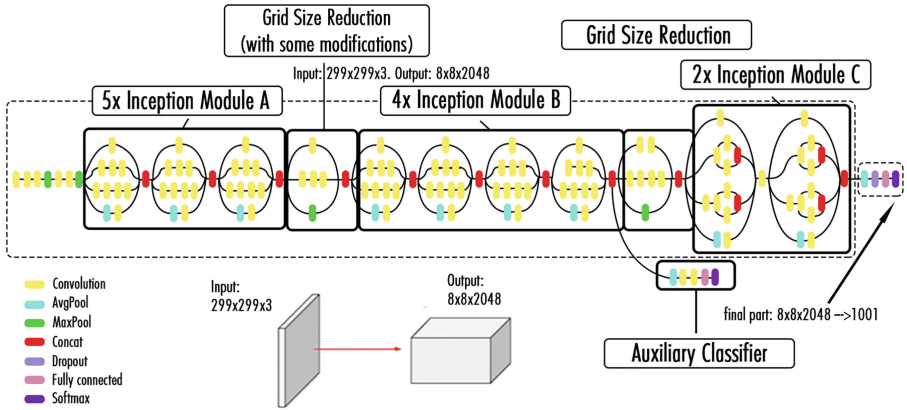 Grid Size Reduction
(with some modifications)
Grid Size Reduction
Input: 299x299x3. Output: 8x8x2048
2x Inception Module C
5x Inception Module A
4x Inception Module B
Convolution
AvgPool
MaxPool
Concat
Dropout
Fully connected
Softmax
Input:
299x299x3
Output:
8x8x2048
final part: 8x8x2048 -->1001
Auxiliary Classifier